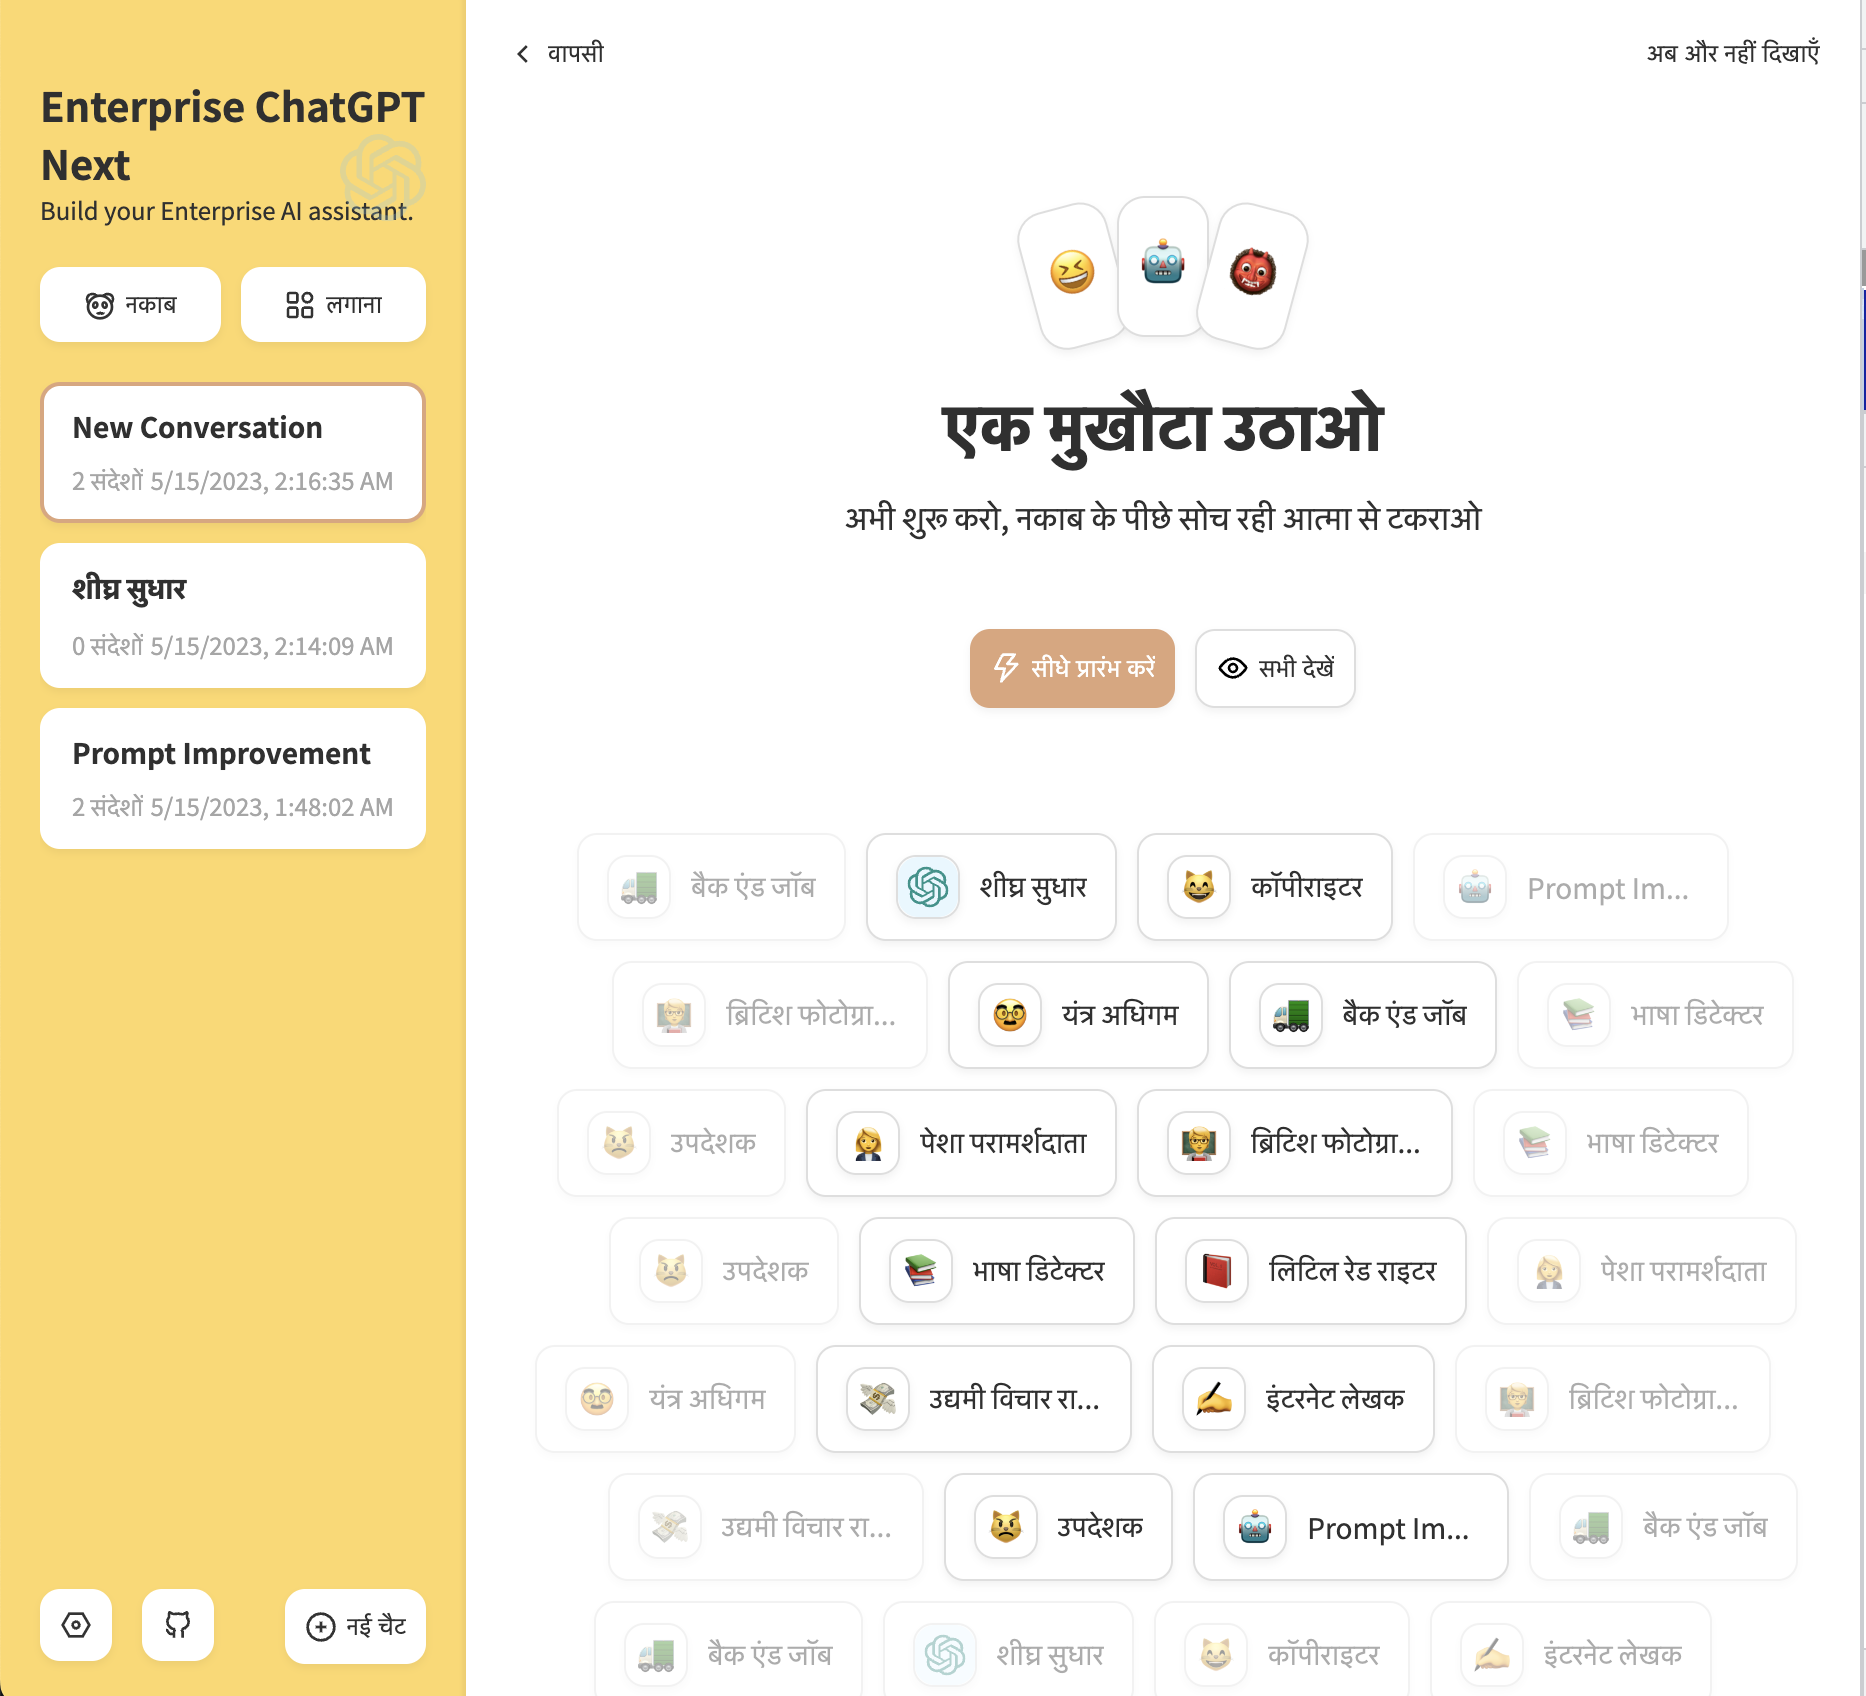 Enterprise ChatGPT
Next
Build your Enterprise AI assistant.
नकाब
लगाना
New Conversation
2 संदेशों 5/15/2023, 2:16:35 AM
शीघ्र सुधार
0 संदेशों 5/15/2023, 2:14:09 AM
Prompt Improvement
2 संदेशों 5/15/2023, 1:48:02 AM
नई चैट
वापसी
अब और नहीं दिखाएँ
एक मुखौटा उठाओ
अभी शुरू करो, नकाब के पीछे सोच रही आत्मा से टकराओ
सीधे प्रारंभ करें
सभी देखें
बैक एंड जॉब
शीघ्र सुधार
कॉपीराइटर
Prompt Im...
ब्रिटिश फोटोग्रा...
यंत्र अधिगम
बैक एंड जॉब
भाषा डिटेक्टर
उपदेशक
पेशा परामर्शदाता
ब्रिटिश फोटोग्रा...
भाषा डिटेक्टर
उपदेशक
भाषा डिटेक्टर
लिटिल रेड राइटर
पेशा परामर्शदाता
यंत्र अधिगम
उद्यमी विचार रा...
इंटरनेट लेखक
ब्रिटिश फोटोग्रा...
उद्यमी विचार रा...
उपदेशक
Prompt Im...
बैक एंड जॉब
बैक एंड जॉब
शीघ्र सुधार
कॉपीराइटर
इंटरनेट लेखक